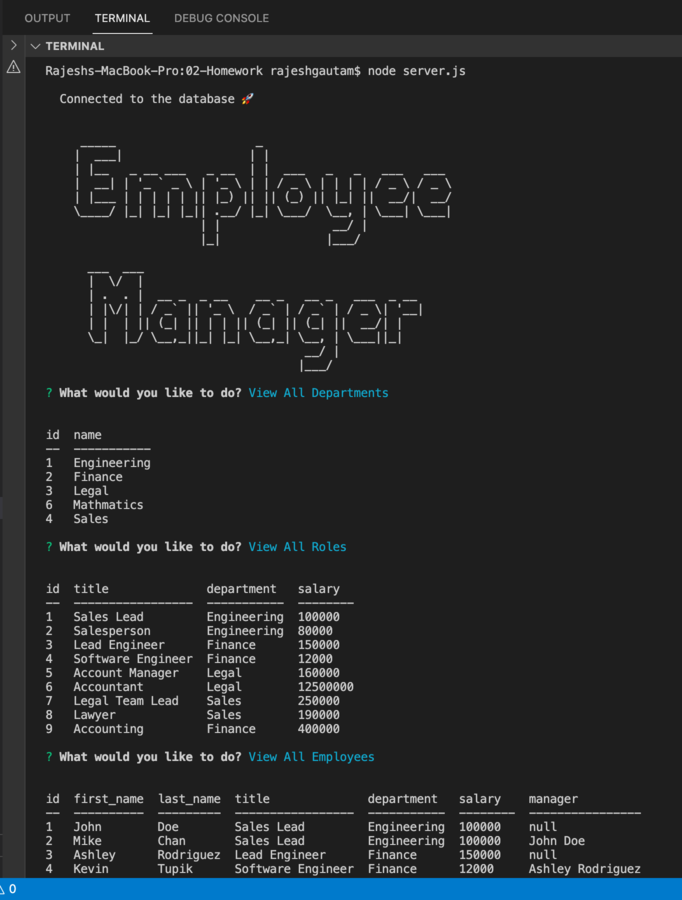 OUTPUT TERMINAL DEBUG CONSOLE
TERMINAL
Rajeshs-MacBook-Pro:02-Homework rajeshgautam$ node server.js
Connected to the database 🚀
Employee
Manager
? What would you like to do? View All Departments
id name
1 Engineering
2 Finance
3 Legal
6 Mathmatics
4 Sales
? What would you like to do? View All Roles
id title department salary
1 Sales Lead Engineering 100000
2 Salesperson Engineering 80000
3 Lead Engineer Finance 150000
4 Software Engineer Finance 12000
5 Account Manager Legal 160000
6 Accountant Legal 12500000
7 Legal Team Lead Sales 250000
8 Lawyer Sales 190000
9 Accounting Finance 400000
? What would you like to do? View All Employees
id first_name last_name title department salary manager
1 John Doe Sales Lead Engineering 100000 null
2 Mike Chan Sales Lead Engineering 100000 John Doe
3 Ashley Rodriguez Lead Engineer Finance 150000 null
4 Kevin Tupik Software Engineer Finance 12000 Ashley Rodriguez
0